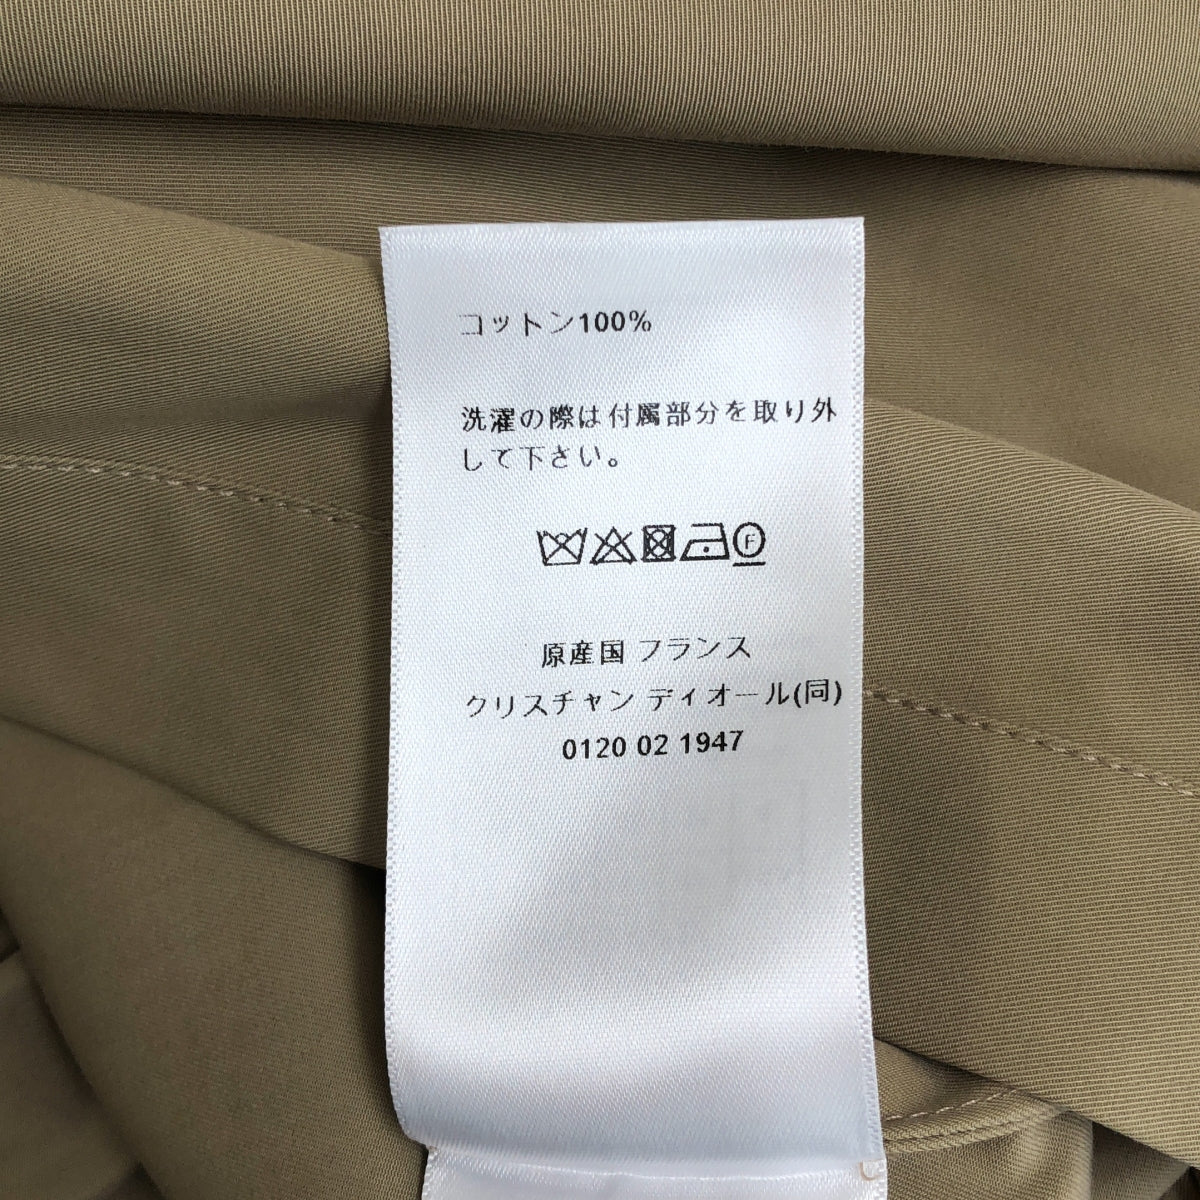 コットン100%
洗濯の際は付属部分を取り外
して下さい。
F
原産国 フランス
クリスチャン ディオール(同)
0120 02 1947